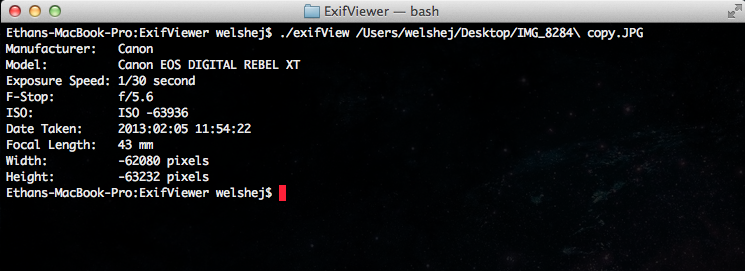 ExifViewer — bash
Ethans-MacBook-Pro:ExifViewer welshej$ ./exifView /Users/welshej/Desktop/IMG_8284\ copy.JPG
Manufacturer: Canon
Model: Canon EOS DIGITAL REBEL XT
Exposure Speed: 1/30 second
F-Stop: f/5.6
ISO: ISO -63936
Date Taken: 2013:02:05 11:54:22
Focal Length: 43 mm
Width: -62080 pixels
Height: -63232 pixels
Ethans-MacBook-Pro:ExifViewer welshej$